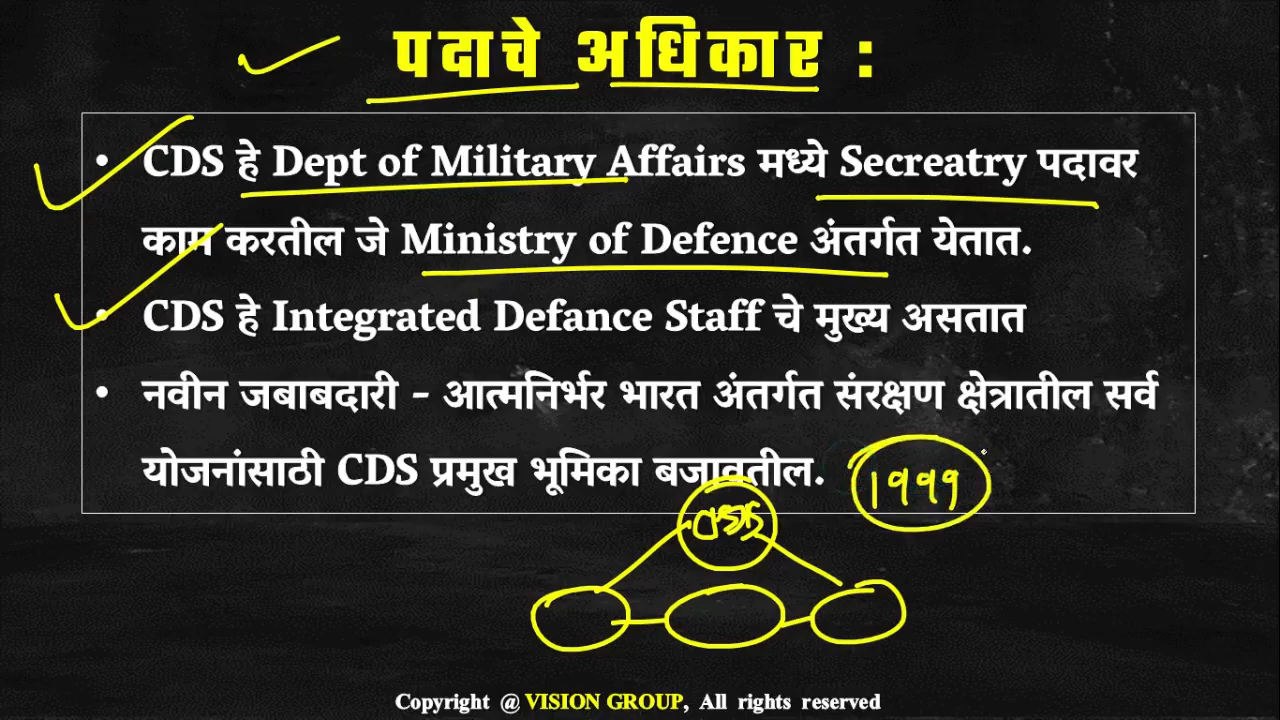 पदाचे अधिकार :
• CDS हे Dept of Military Affairs मध्ये Secreatry पदावर
काम करतील जे Ministry of Defence अंतर्गत येतात.
• CDS हे Integrated Defance Staff चे मुख्य असतात
• नवीन जबाबदारी - आत्मनिर्भर भारत अंतर्गत संरक्षण क्षेत्रातील सर्व
योजनांसाठी CDS प्रमुख भूमिका बजावतील.
1999
Copyright @ VISION GROUP, All rights reserved